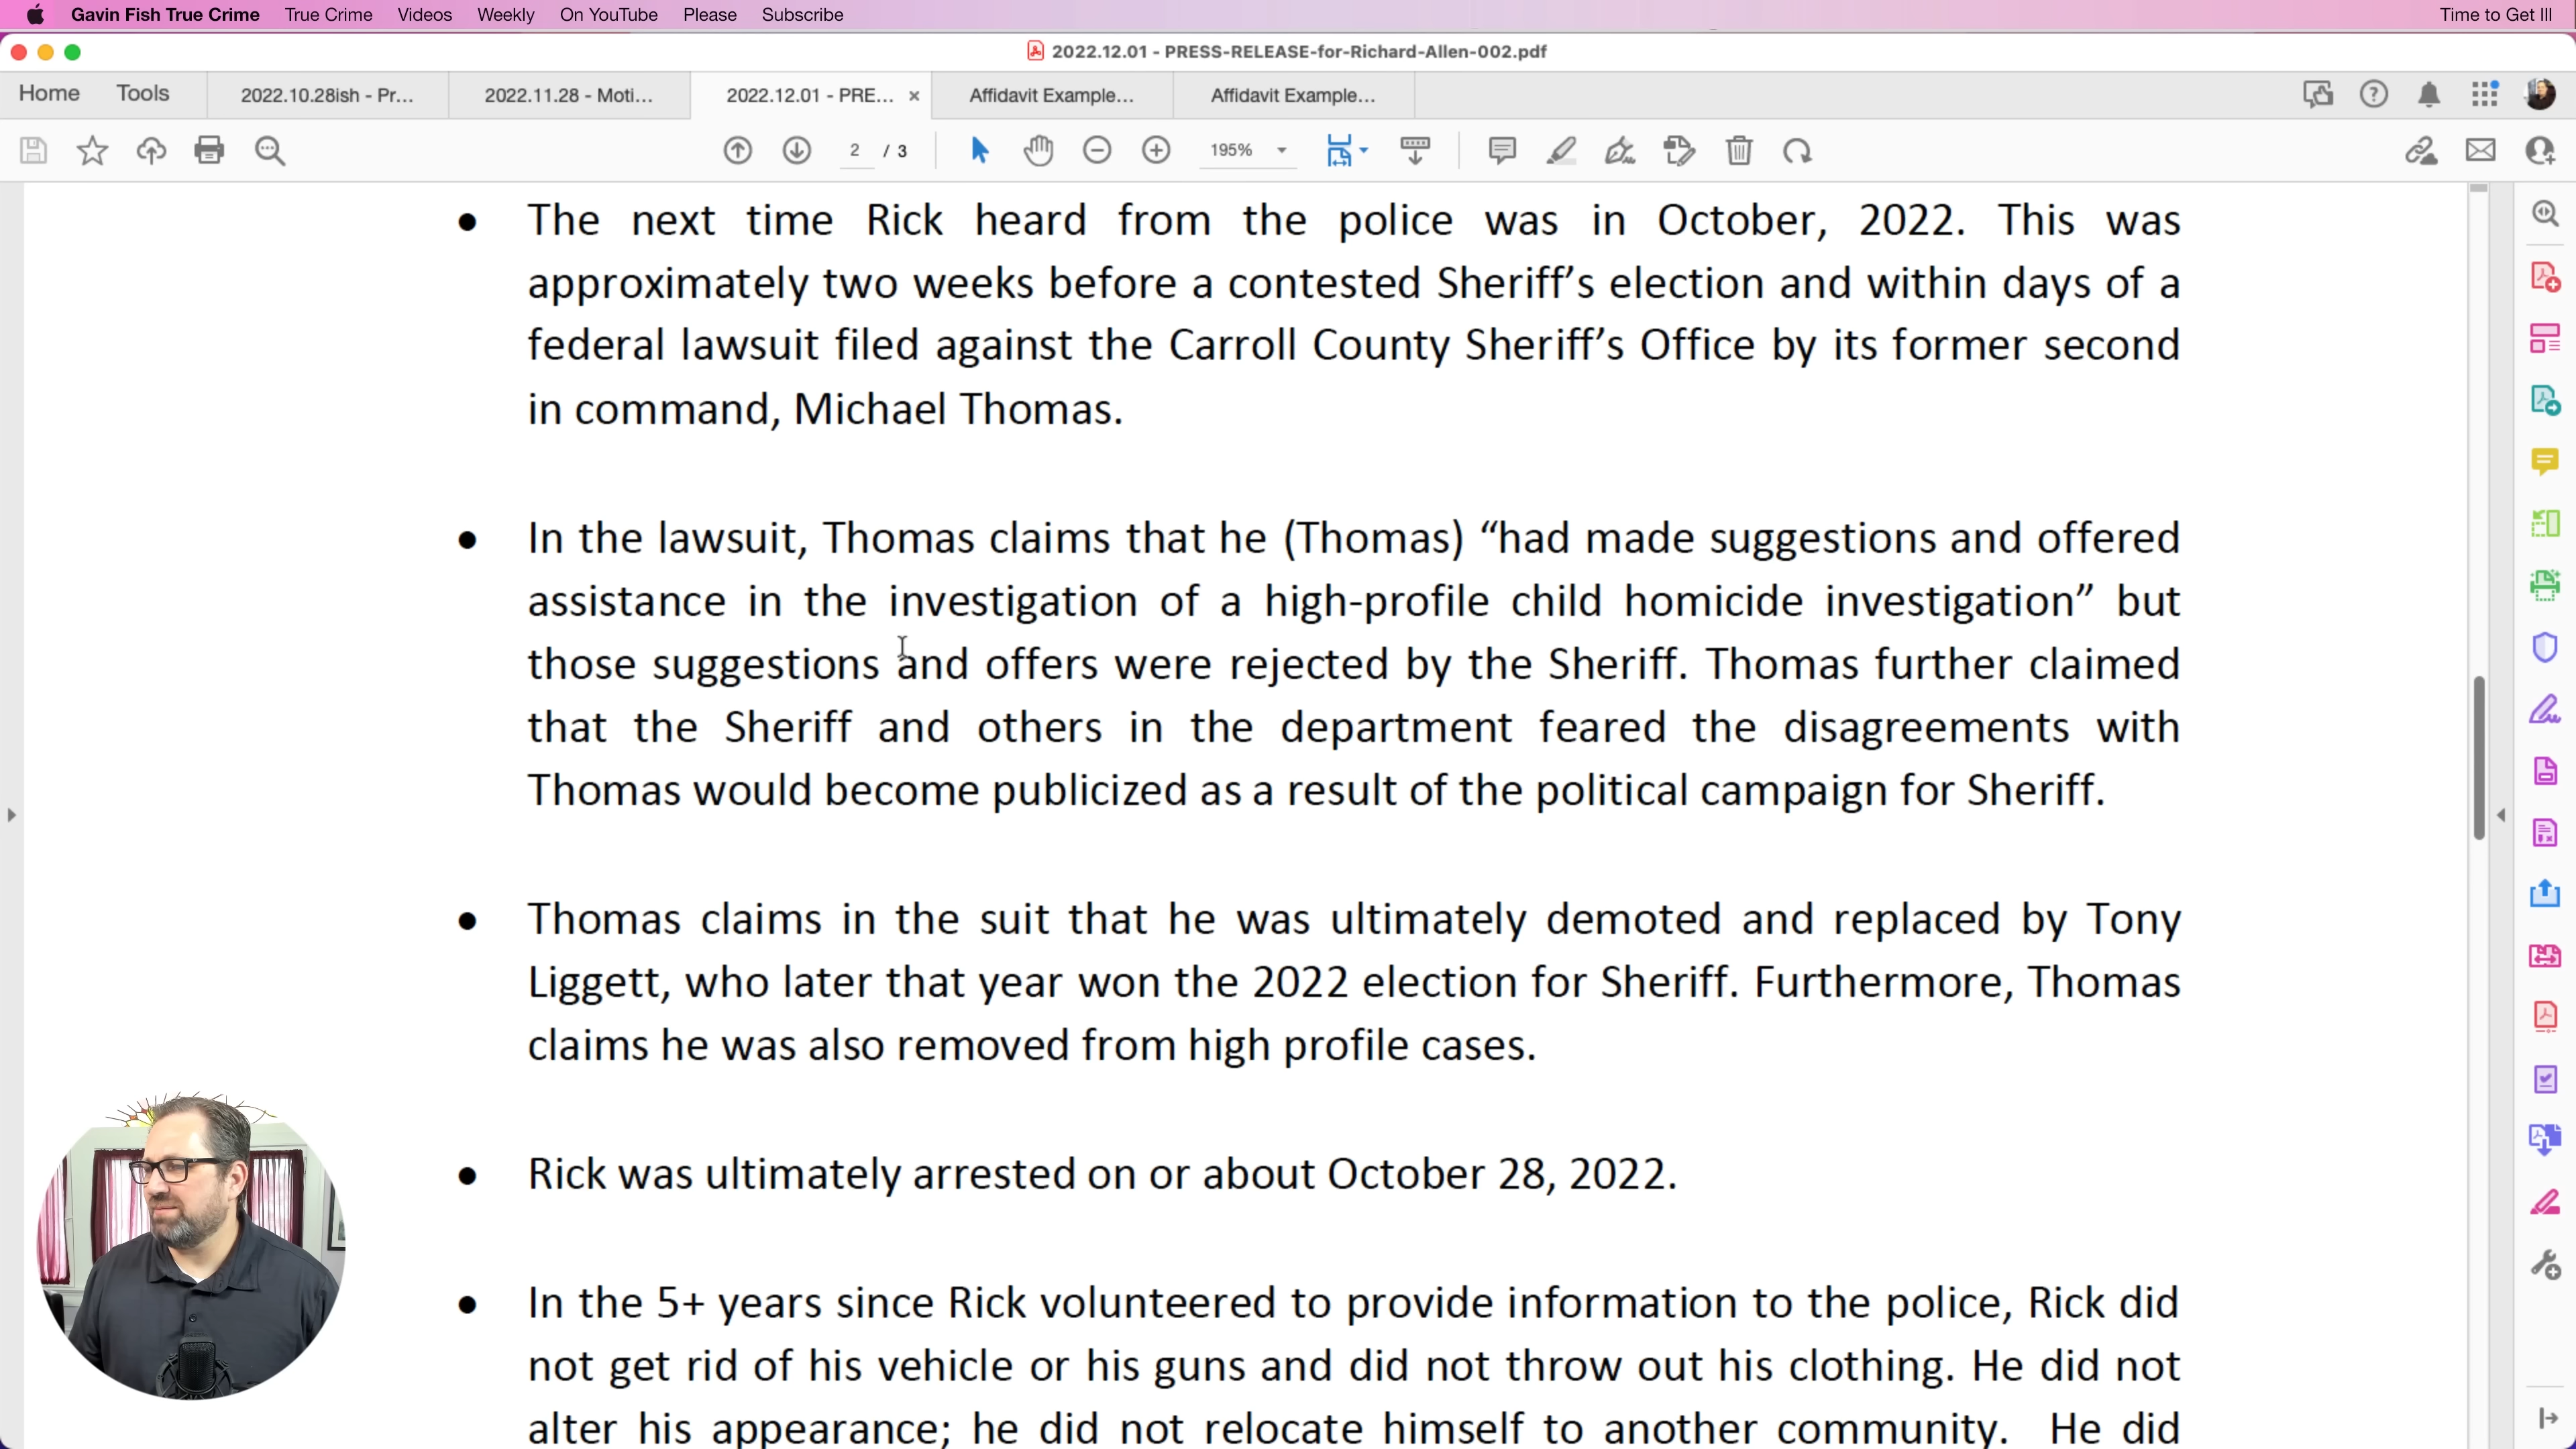 Gavin Fish True Crime True Crime Videos Weekly On YouTube Please Subscribe Time to Get Ill
2022.12.01 - PRESS-RELEASE-for-Richard-Allen-002.pdf
Home Tools 2022.10.28ish - Pr... 2022.11.28 - Moti... 2022.12.01 - PRE... Affidavit Example... Affidavit Example...
2 / 3 195%
● The next time Rick heard from the police was in October, 2022. This was
approximately two weeks before a contested Sheriff’s election and within days of a
federal lawsuit filed against the Carroll County Sheriff’s Office by its former second
in command, Michael Thomas.
● In the lawsuit, Thomas claims that he (Thomas) “had made suggestions and offered
assistance in the investigation of a high-profile child homicide investigation” but
those suggestions and offers were rejected by the Sheriff. Thomas further claimed
that the Sheriff and others in the department feared the disagreements with
Thomas would become publicized as a result of the political campaign for Sheriff.
● Thomas claims in the suit that he was ultimately demoted and replaced by Tony
Liggett, who later that year won the 2022 election for Sheriff. Furthermore, Thomas
claims he was also removed from high profile cases.
● Rick was ultimately arrested on or about October 28, 2022.
● In the 5+ years since Rick volunteered to provide information to the police, Rick did
not get rid of his vehicle or his guns and did not throw out his clothing. He did not
alter his appearance; he did not relocate himself to another community. He did